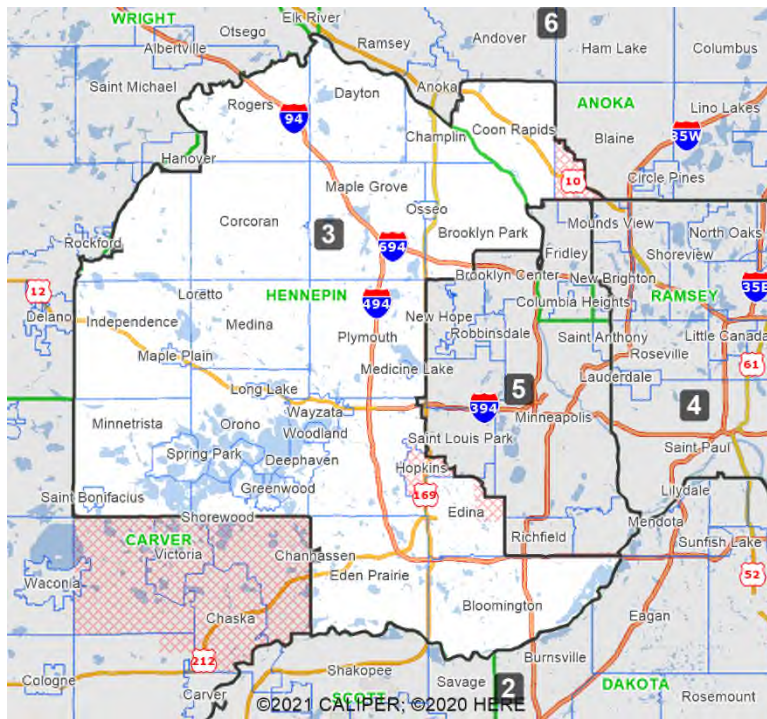 WRIGHT
Elk River
Otsego
6
Albertville
Ramsey
Andover
Ham Lake
Columbus
Saint Michael
Dayton
Anoka
ANOKA
Rogers
94
Champlin
Coon Rapids
Lino Lakes
Blaine
35W
Hanover
10
Circle Pines
Maple Grove
Osseo
Mounds View
Corcoran
3
Brooklyn Park
North Oaks
Rockford
694
Fridley
Shoreview
Brooklyn Center
New Brighton
12
Loretto
HENNEPIN
494
Columbia Heights
RAMSEY
35E
Delano
Independence
Medina
New Hope
Robbinsdale
Saint Anthony
Little Canada
Plymouth
Maple Plain
Roseville
61
Medicine Lake
Lauderdale
Long Lake
5
Minnetrista
Orono
Wayzata
394
Minneapolis
4
Woodland
Saint Louis Park
Saint Paul
Spring Park
Deephaven
Hopkins
Greenwood
169
Lilydale
Saint Bonifacius
Edina
Shorewood
Mendota
CARVER
Victoria
Chanhassen
Richfield
Sunfish Lake
Waconia
Eden Prairie
52
Chaska
Bloomington
Eagan
212
Burnsville
Cologne
Shakopee
Savage
2
DAKOTA
Carver
SCOTT
Rosemount
©2021 CALIPER; ©2020 HERE